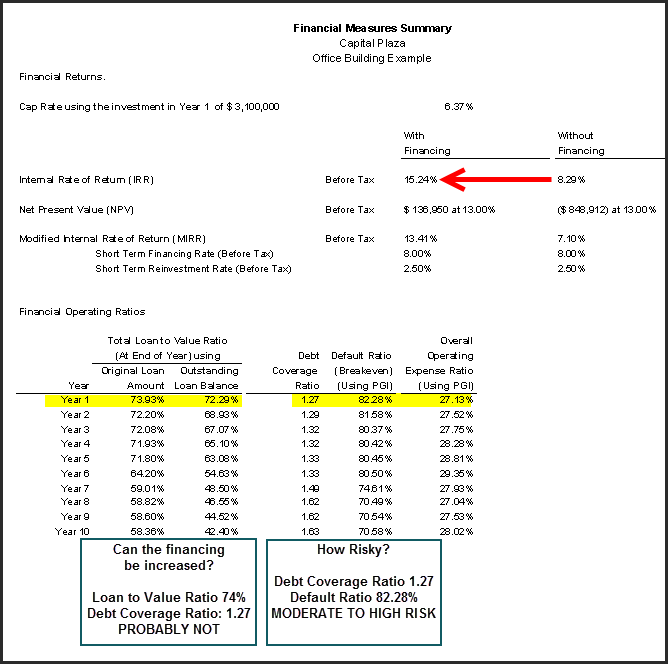 Financial Measures Summary
Capital Plaza
Office Building Example
Financial Returns.
Cap Rate using the investment in Year 1 of $3,100,000 6.37%
With Without
Financing Financing
Internal Rate of Return (IRR) Before Tax 15.24% 8.29%
Net Present Value (NPV) Before Tax $ 136,950 at 13.00% ($ 848,912) at 13.00%
Modified Internal Rate of Return (MIRR) Before Tax 13.41% 7.10%
Short Term Financing Rate (Before Tax) 8.00% 8.00%
Short Term Reinvestment Rate (Before Tax) 2.50% 2.50%
Financial Operating Ratios
Total Loan to Value Ratio Overall
(At End of Year) using Debt Default Ratio Operating
Original Loan Outstanding Coverage (Breakeven) Expense Ratio
Year Amount Loan Balance Ratio (Using PGI) (Using PGI)
Year 1 73.93% 72.29% 1.27 82.28% 27.13%
Year 2 72.20% 68.93% 1.29 81.58% 27.52%
Year 3 72.08% 67.07% 1.32 80.37% 27.75%
Year 4 71.93% 65.10% 1.32 80.42% 28.28%
Year 5 71.80% 63.08% 1.33 80.45% 28.81%
Year 6 64.20% 54.63% 1.33 80.50% 29.35%
Year 7 59.01% 48.50% 1.49 74.61% 27.93%
Year 8 58.82% 46.55% 1.62 70.49% 27.04%
Year 9 58.60% 44.52% 1.62 70.54% 27.53%
Year 10 58.36% 42.40% 1.63 70.58% 28.02%
Can the financing
be increased?
Loan to Value Ratio 74%
Debt Coverage Ratio: 1.27
PROBABLY NOT
How Risky?
Debt Coverage Ratio 1.27
Default Ratio 82.28%
MODERATE TO HIGH RISK